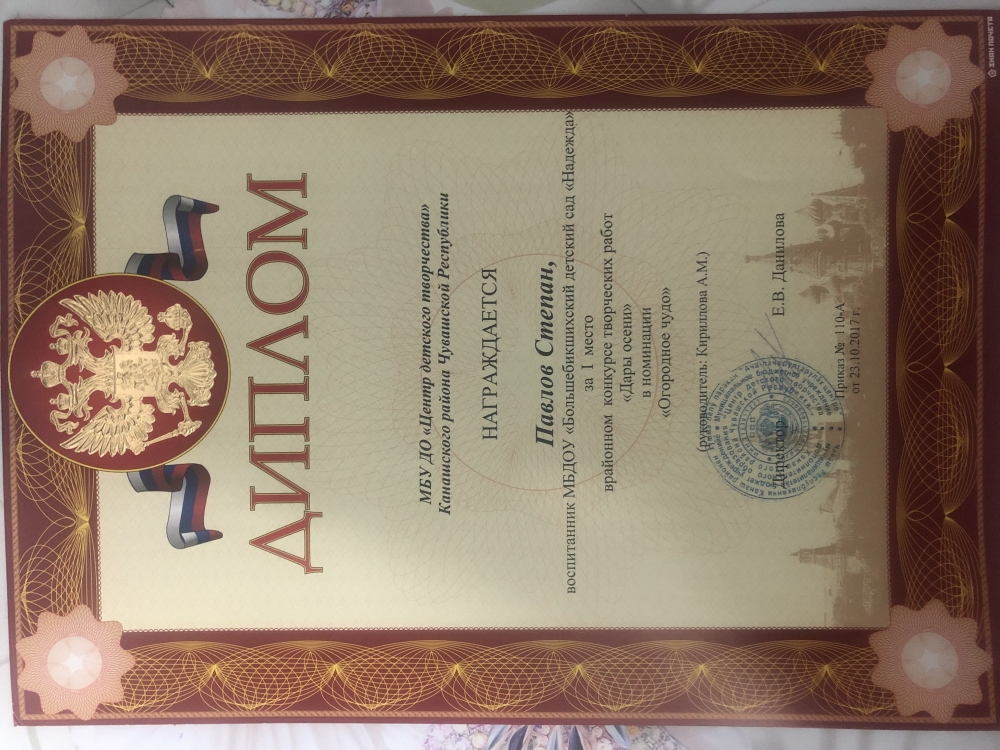 ДИПЛОМ
МБУ ДО «Центр детского творчества»
Канашского района Чувашской Республики
НАГРАЖДАЕТСЯ
Павлов Степан,
воспитанник МБДОУ «Большебикшихский детский сад «Надежда»
за I место
врайонном конкурсе творческих работ
«Дары осени»
в номинации
«Огородное чудо»
(руководитель: Кириллова А.М.)
Директор Е.В. Данилова
Приказ № 110-А
от 23.10.2017 г.
ЗНАК ПОЧЕТА